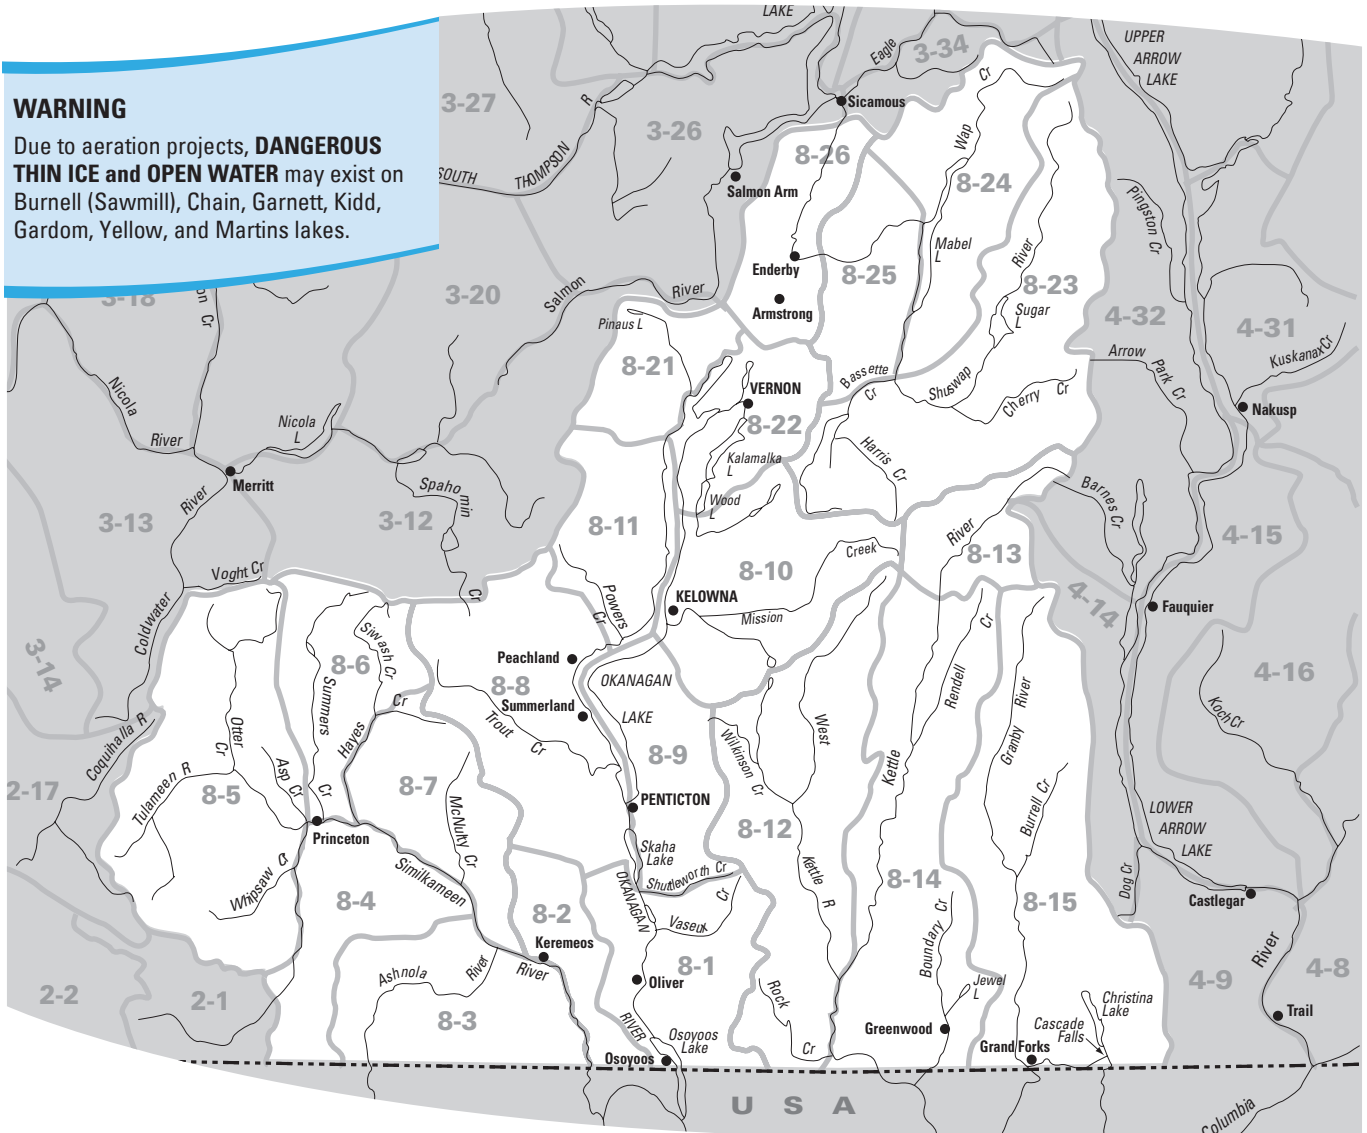 WARNING
Due to aeration projects, DANGEROUS
THIN ICE and OPEN WATER may exist on
Burnell (Sawmill), Chain, Garnett, Kidd,
Gardom, Yellow, and Martins lakes.
LAKE
Eagle
3-34
UPPER
ARROW
LAKE
3-27
R
3-26
Sicamous
Cr
Wap
SOUTH
THOMPSON
8-26
Salmon Arm
8-24
Pingston Cr
Mabel
L
River
Enderby
8-25
8-23
3-18
on Cr
3-20
Salmon
River
Armstrong
Sugar
L
4-32
4-31
Pinaus L
Kuskanax Cr
8-21
Arrow
Park Cr
Bassette
Cr
Shuswap
Cherry Cr
VERNON
8-22
Nicola
Nicola
L
River
Nakusp
Harris Cr
Kalamalka
L
Merritt
River
Spahomin
Cr
Wood
L
Barnes Cr
3-13
3-12
8-11
River
4-15
8-13
Creek
8-10
Voght Cr
Powers
Cr
KELOWNA
Mission
4-14
Fauquier
Coldwater
3-14
Siwash Cr
8-6
Summers
Cr
Peachland
8-8
Summerland
OKANAGAN
LAKE
Rendell
Cr
Granby River
4-16
Koch Cr
Hayes
Cr
Trout Cr
Wilkinson Cr
West
Coquihalla R
Otter
Cr
Asp Cr
8-9
Kettle
2-17
Tulameen R
8-5
8-7
McNulty Cr
PENTICTON
8-12
Burrell Cr
LOWER
ARROW
LAKE
Princeton
Skaha
Lake
Similkameen
Shuttleworth Cr
Kettle
R
8-14
Dog Cr
Whipsaw Cr
8-4
8-2
OKANAGAN
Vaseux
Cr
Boundary Cr
8-15
Castlegar
Keremeos
River
Ashnola
River
8-1
Oliver
Rock
Cr
Jewel
L
River
2-2
2-1
8-3
4-9
4-8
RIVER
Osoyoos
Lake
Osoyoos
Greenwood
Christina
Lake
Cascade
Falls
Grand Forks
Trail
U S A
Columbia